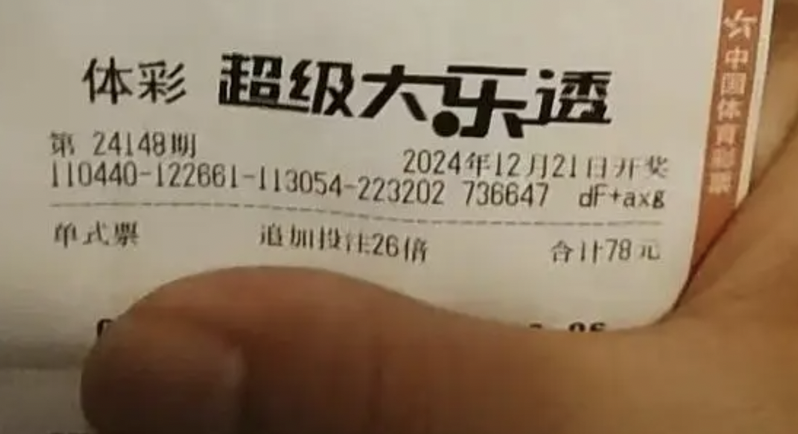 体彩 超级大乐透
第 24148期
2024年12月21日开奖
110440-122661-113054-223202 736647 dF+axg
单式票 追加投注26倍 合计78元
中国体育彩票